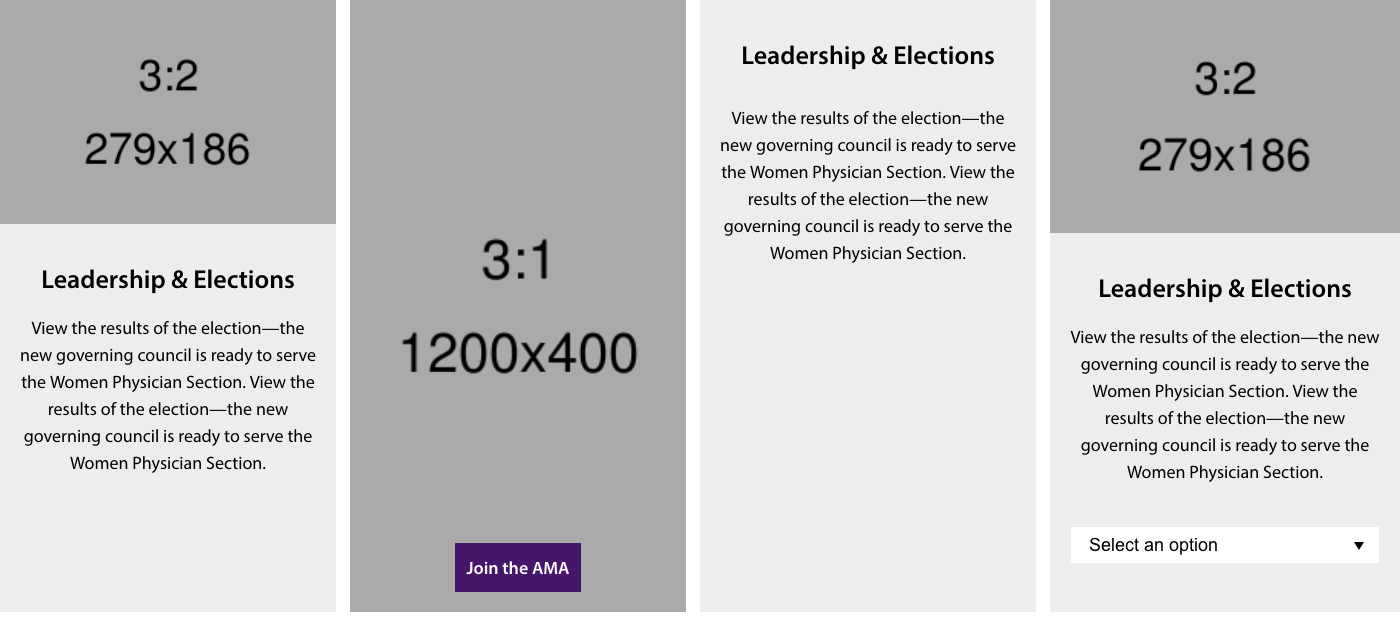 3:2
279x186
Leadership & Elections
View the results of the election—the
new governing council is ready to serve
the Women Physician Section. View the
results of the election—the new
governing council is ready to serve the
Women Physician Section.
3:1
1200x400
Join the AMA
Leadership & Elections
View the results of the election—the
new governing council is ready to serve
the Women Physician Section. View the
results of the election—the new
governing council is ready to serve the
Women Physician Section.
3:2
279x186
Leadership & Elections
View the results of the election—the new
governing council is ready to serve the
Women Physician Section. View the
results of the election—the new
governing council is ready to serve the
Women Physician Section.
Select an option